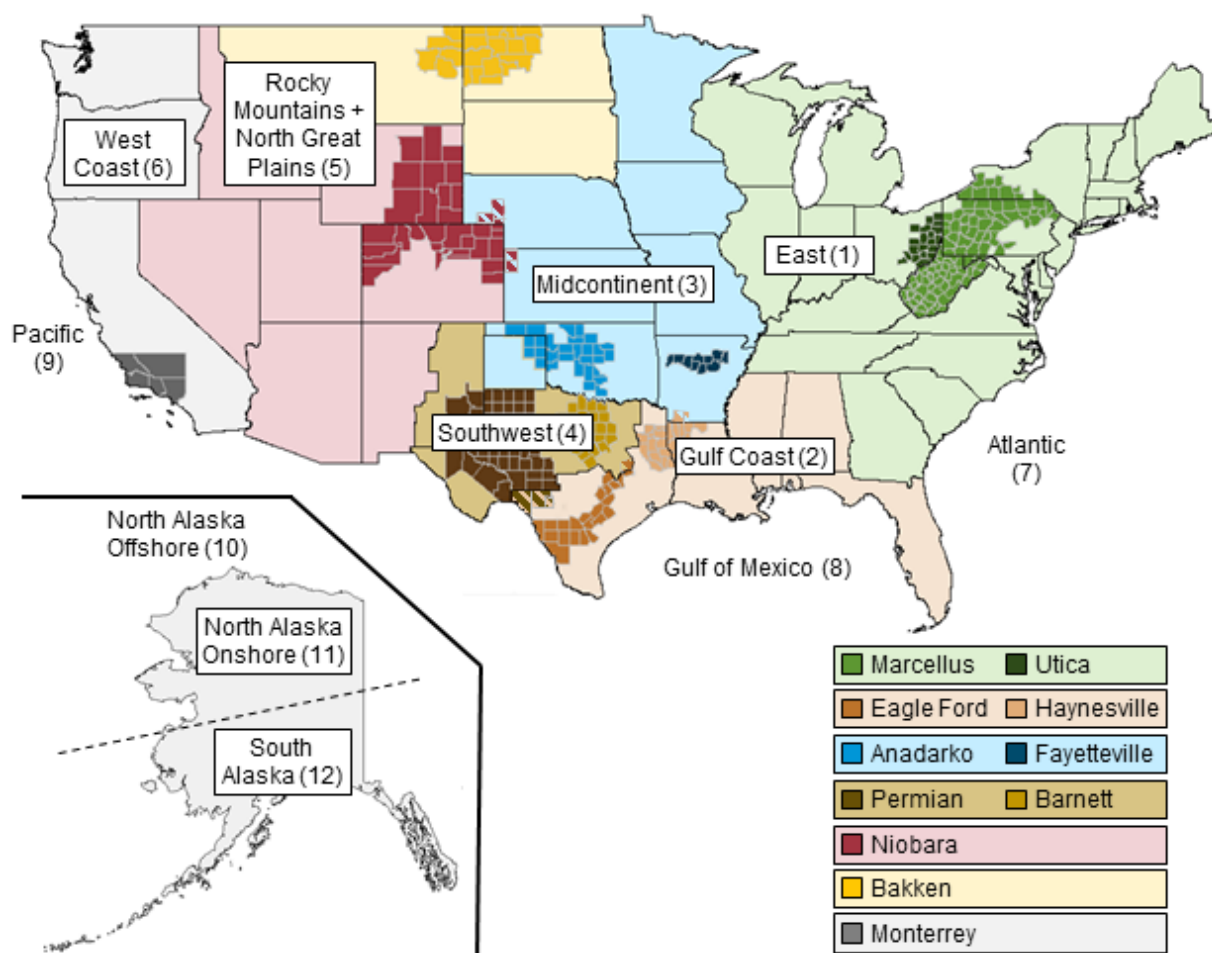 Rocky
Mountains +
North Great
Plains (5)
West
Coast (6)
East (1)
Midcontinent (3)
Pacific
(9)
Southwest (4)
Gulf Coast (2)
Atlantic
(7)
North Alaska
Offshore (10)
Gulf of Mexico (8)
North Alaska
Onshore (11)
South
Alaska (12)
Marcellus Utica
Eagle Ford Haynesville
Anadarko Fayetteville
Permian Barnett
Niobara
Bakken
Monterrey